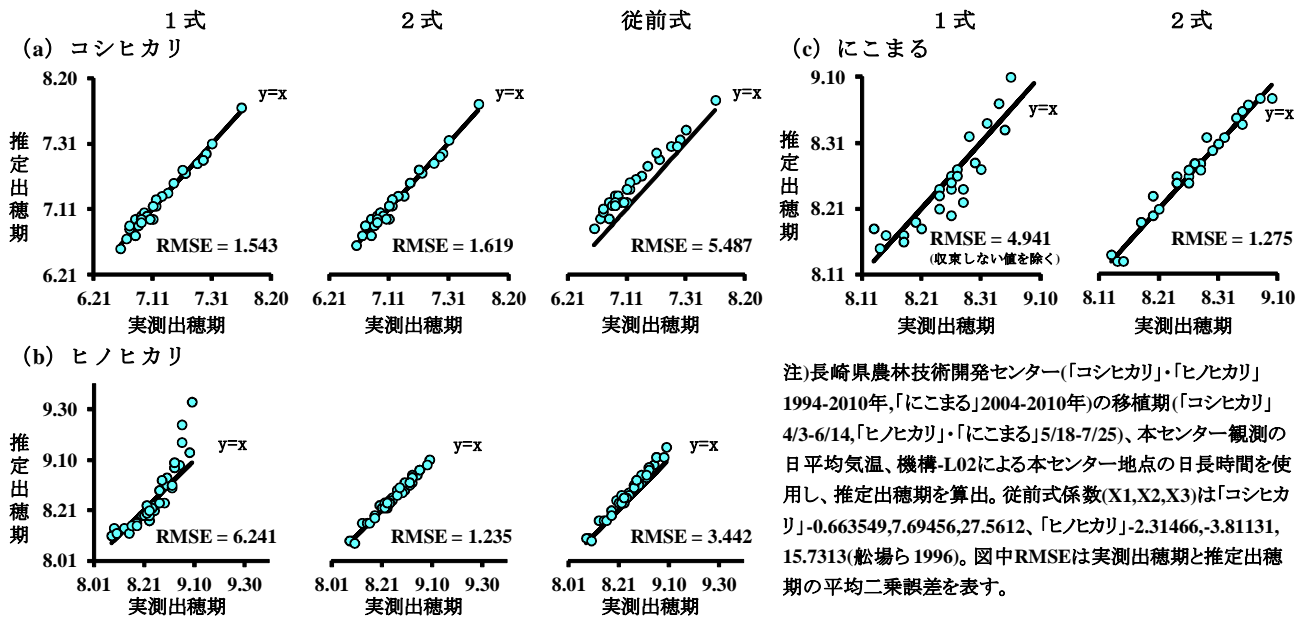 1式 2式 従前式 1式 2式
(a) コシヒカリ
(c) にこまる
8.20
7.31
7.11
6.21
推定出穂期
y=x
RMSE = 1.543
6.21 7.11 7.31 8.20
実測出穂期
y=x
RMSE = 1.619
6.21 7.11 7.31 8.20
実測出穂期
y=x
RMSE = 5.487
6.21 7.11 7.31 8.20
実測出穂期
9.10
8.31
8.21
8.11
推定出穂期
y=x
RMSE = 4.941
(収束しない値を除く)
8.11 8.21 8.31 9.10
実測出穂期
y=x
RMSE = 1.275
8.11 8.21 8.31 9.10
実測出穂期
(b) ヒノヒカリ
9.30
9.10
8.21
8.01
推定出穂期
y=x
RMSE = 6.241
8.01 8.21 9.10 9.30
実測出穂期
y=x
RMSE = 1.235
8.01 8.21 9.10 9.30
実測出穂期
y=x
RMSE = 3.442
8.01 8.21 9.10 9.30
実測出穂期
注)長崎県農林技術開発センター(「コシヒカリ」・「ヒノヒカリ」
1994-2010年,「にこまる」2004-2010年)の移植期(「コシヒカリ」
4/3-6/14,「ヒノヒカリ」・「にこまる」5/18-7/25)、本センター観測の
日平均気温、機構-L02による本センター地点の日長時間を使
用し、推定出穂期を算出。従前式係数(X1,X2,X3)は「コシヒカ
リ」-0.663549,7.69456,27.5612、「ヒノヒカリ」-2.31466,-3.81131,
15.7313(舩場ら1996)。図中RMSEは実測出穂期と推定出穂
期の平均二乗誤差を表す。